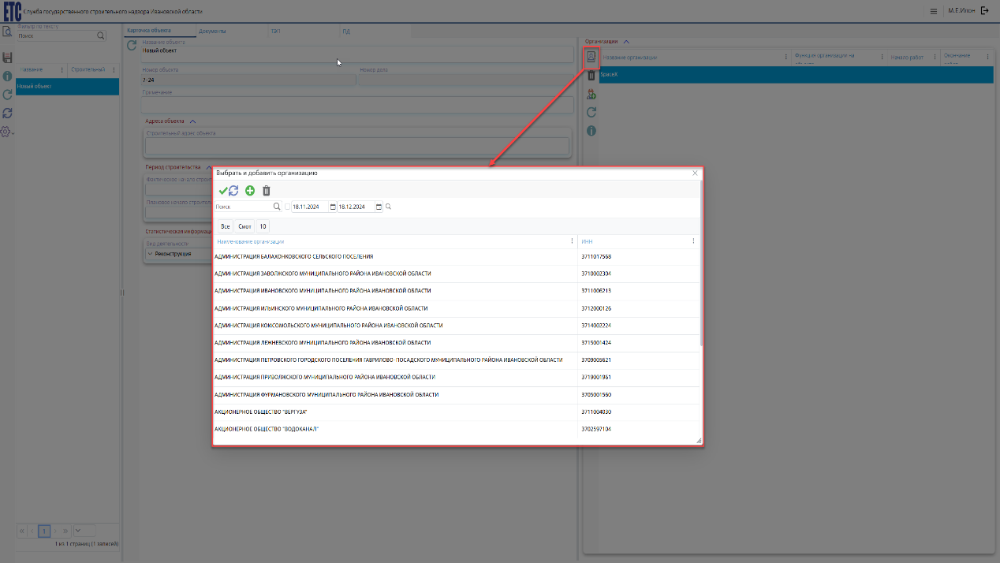 ЕТС Служба государственного строительного надзора Ивановской области
М.Е.Илон
Фильтр по тексту
Поиск
Название
Строительный
Новый объект
1
1 из 1 страниц (1 записей)
Карточка объекта
Документы
ТЭП
ПД
Название объекта
Новый объект
Номер объекта
Номер дела
7-24
Примечание
Адреса объекта
Строительный адрес объекта
Период строительства
Фактическое начало строит
Плановое начало строител
Статистическая информац
Вид деятельности
Реконструкция
Организации
Название организации
Функция организации на
Начало работ
Окончание
SpaceX
Выбрать и добавить организацию
Поиск
18.11.2024
18.12.2024
Все
Смот
10
Наименование организации
ИНН
АДМИНИСТРАЦИЯ БАЛАХОНКОВСКОГО СЕЛЬСКОГО ПОСЕЛЕНИЯ 3711017568
АДМИНИСТРАЦИЯ ЗАВОЛЖСКОГО МУНИЦИПАЛЬНОГО РАЙОНА ИВАНОВСКОЙ ОБЛАСТИ 3710002304
АДМИНИСТРАЦИЯ ИВАНОВСКОГО МУНИЦИПАЛЬНОГО РАЙОНА ИВАНОВСКОЙ ОБЛАСТИ 3711006213
АДМИНИСТРАЦИЯ ИЛЬИНСКОГО МУНИЦИПАЛЬНОГО РАЙОНА ИВАНОВСКОЙ ОБЛАСТИ 3712000126
АДМИНИСТРАЦИЯ КОМСОМОЛЬСКОГО МУНИЦИПАЛЬНОГО РАЙОНА ИВАНОВСКОЙ ОБЛАСТИ 3714002224
АДМИНИСТРАЦИЯ ЛЕЖНЕВСКОГО МУНИЦИПАЛЬНОГО РАЙОНА ИВАНОВСКОЙ ОБЛАСТИ 3715001424
АДМИНИСТРАЦИЯ ПЕТРОВСКОГО ГОРОДСКОГО ПОСЕЛЕНИЯ ГАВРИЛОВО-ПОСАДСКОГО МУНИЦИПАЛЬНОГО РАЙОНА ИВАНОВСКОЙ ОБЛАСТИ 3709005621
АДМИНИСТРАЦИЯ ПРИВОЛЖСКОГО МУНИЦИПАЛЬНОГО РАЙОНА ИВАНОВСКОЙ ОБЛАСТИ 3719001961
АДМИНИСТРАЦИЯ ФУРМАНОВСКОГО МУНИЦИПАЛЬНОГО РАЙОНА ИВАНОВСКОЙ ОБЛАСТИ 3705001560
АКЦИОНЕРНОЕ ОБЩЕСТВО "ВЕРГУЗА" 3711004030
АКЦИОНЕРНОЕ ОБЩЕСТВО "ВОДОКАНАЛ" 3702597104